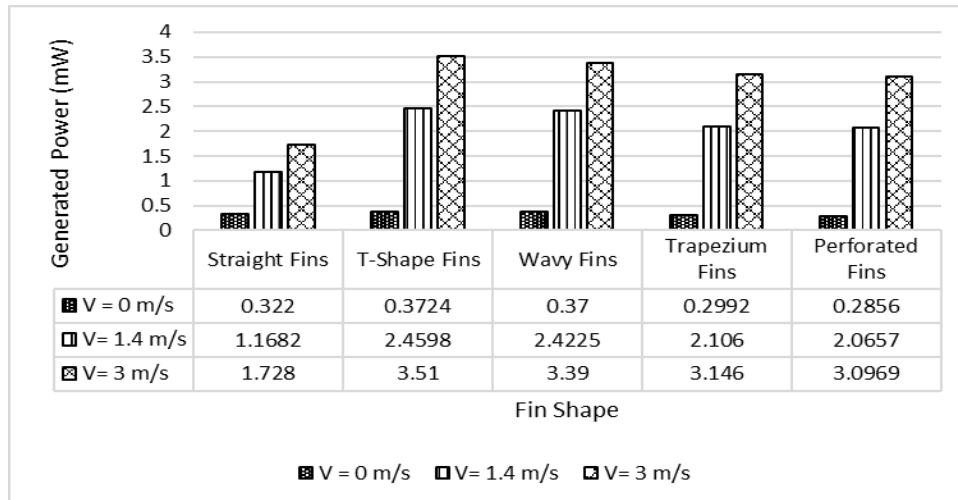 Generated Power (mW)
4
3.5
3
2.5
2
1.5
1
0.5
0
Straight Fins T-Shape Fins Wavy Fins Trapezium Fins Perforated Fins
V = 0 m/s 0.322 0.3724 0.37 0.2992 0.2856
V= 1.4 m/s 1.1682 2.4598 2.4225 2.106 2.0657
V= 3 m/s 1.728 3.51 3.39 3.146 3.0969
Fin Shape
V = 0 m/s V= 1.4 m/s V= 3 m/s